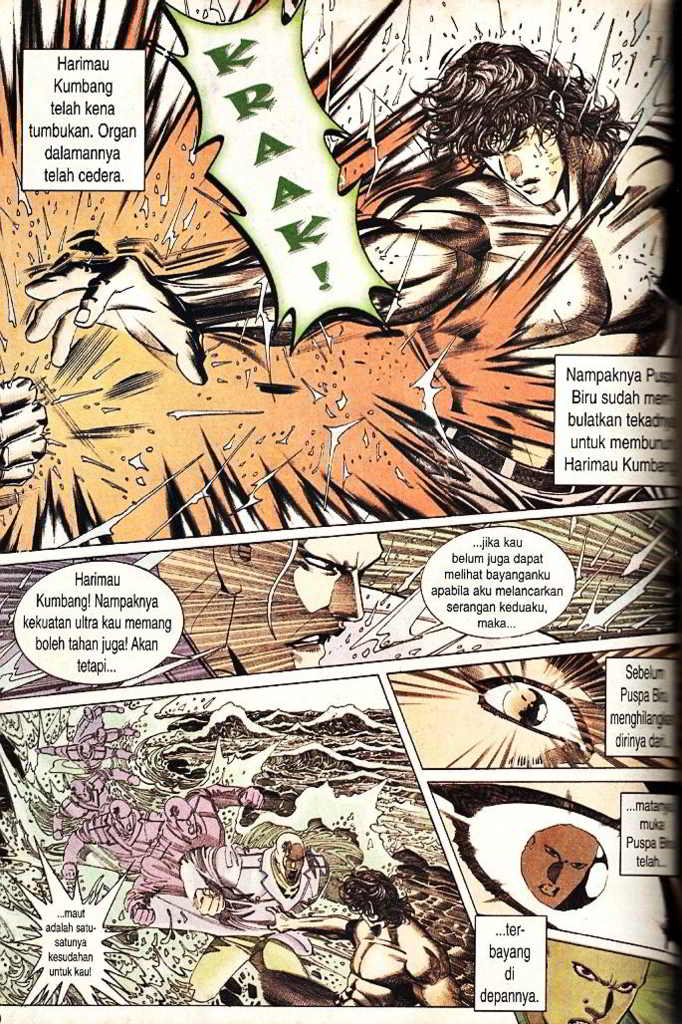 Harimau
Kumbang
telah kena
tumbukan. Organ
dalamannya
telah cedera.
KRAAK!
Nampaknya
Biru sudah mem-
bulatkan
untuk
Harimau
Harimau
Kumbang! Nampaknya
kekuatan ultra kau memang
boleh tahan juga! Akan
tetapi...
...jika kau
belum juga dapat
melihat bayanganku
apabila aku melancarkan
serangan keduaku,
maka...
Sebelum
Puspa Biru
menghilangkan
dirinya dari...
...matanya,
muka
Puspa Biru
telah...
...ter-
bayang
di
depannya.
...maut
adalah satu-
satunya
kesudahan
untuk kau!